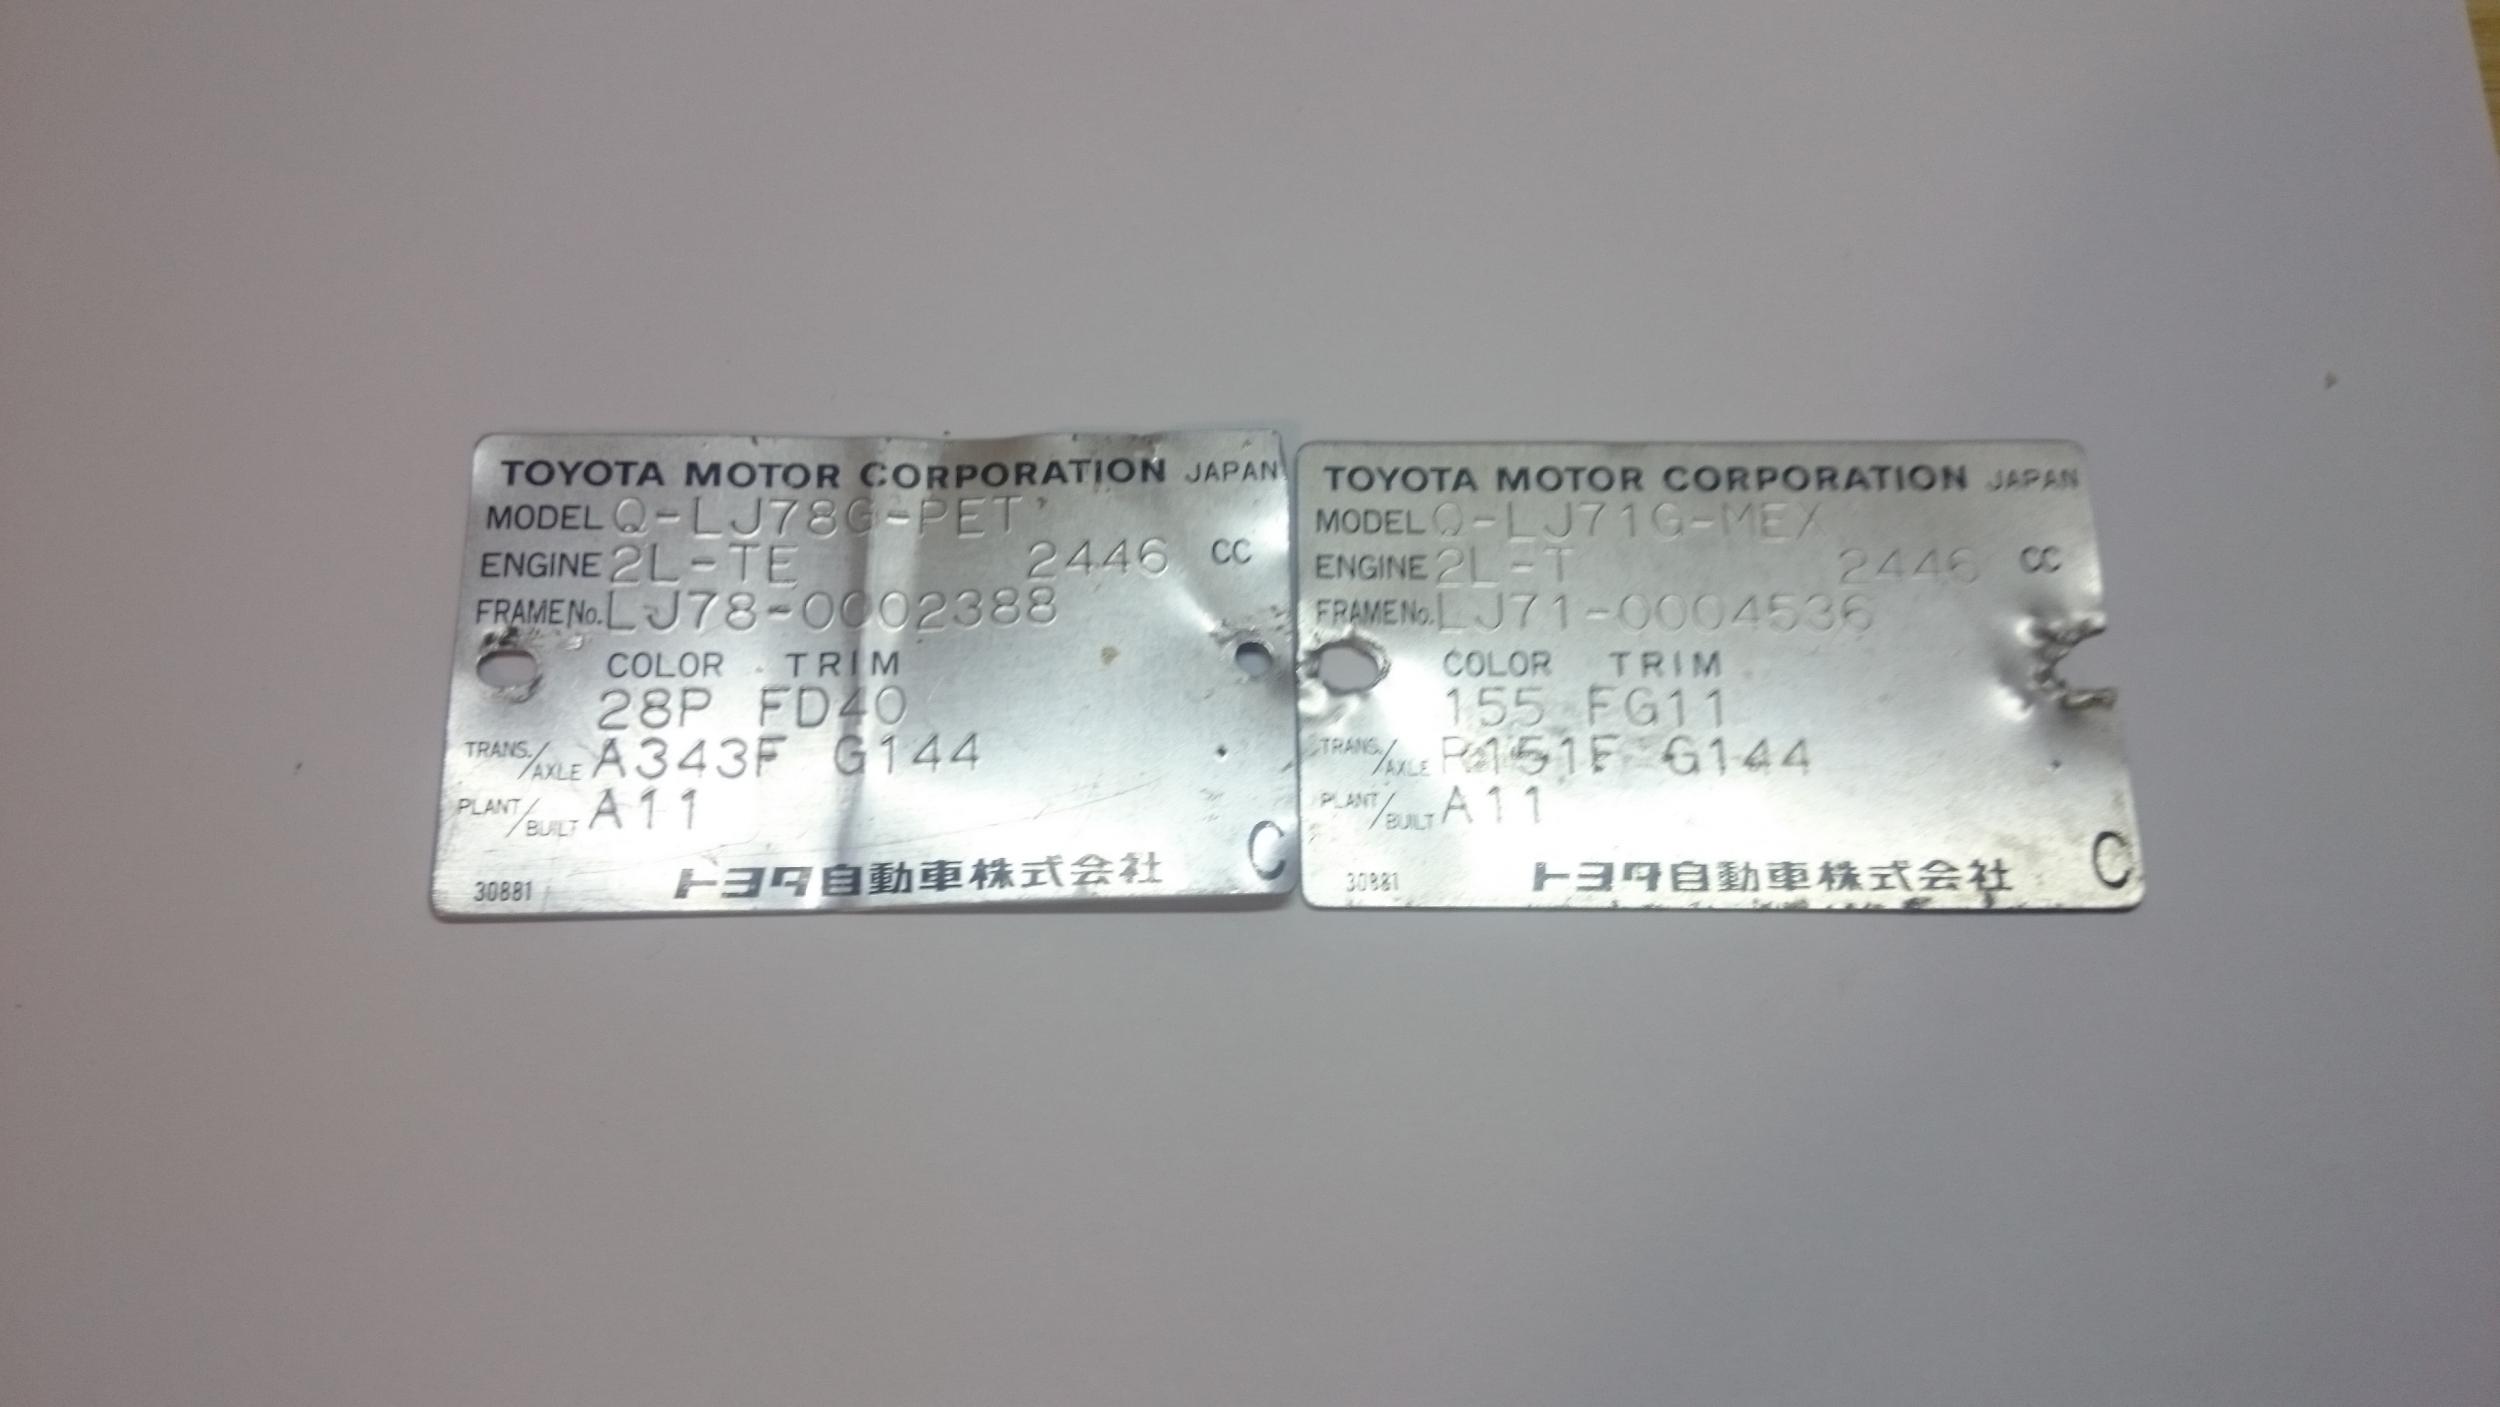 TOYOTA MOTOR CORPORATION JAPAN
MODEL Q-LJ78G-PET
ENGINE 2L-TE 2446 CC
FRAME No. LJ78-0002388
COLOR TRIM
28P FD40
TRANS./AXLE A343F G144
PLANT/BUILT A11
C
30881 トヨタ自動車株式会社
TOYOTA MOTOR CORPORATION JAPAN
MODEL Q-LJ71G-MEX
ENGINE 2L-T 2446 CC
FRAME No. LJ71-0004536
COLOR TRIM
155 FG11
TRANS./AXLE R151F G144
PLANT/BUILT A11
C
30881 トヨタ自動車株式会社